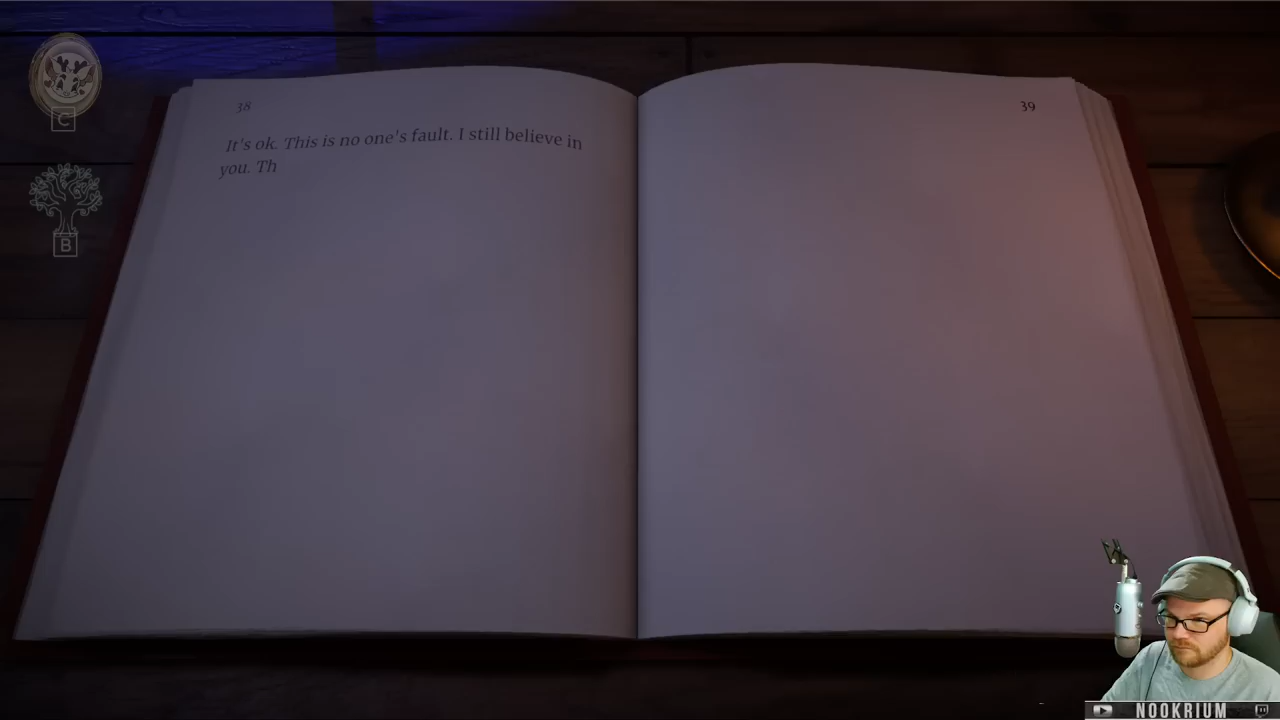 38
39
It's ok. This is no one's fault. I still believe in
you. Th
C
B
NOOKRIUM